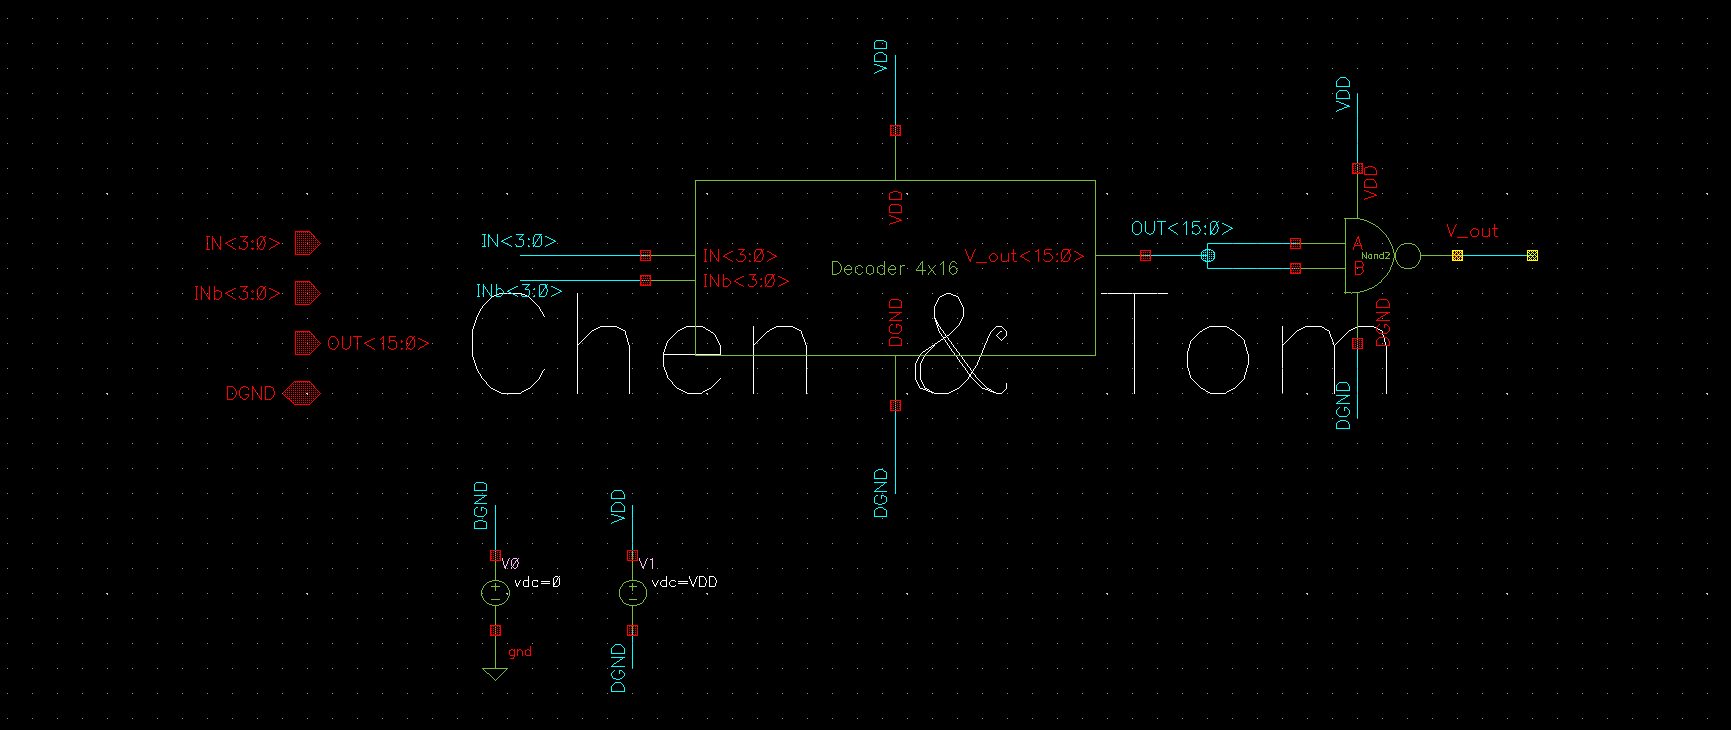 VDD
VDD
VDD
VDD
IN<3:0>
IN<3:0>
IN<3:0>
V_out<15:0>
OUT<15:0>
A
Nand2
B
V_out
Decoder 4x16
INb<3:0>
INb<3:0>
INb<3:0>
OUT<15:0>
DGND
DGND
Chen & Tom
DGND
DGND
DGND
DGND
VDD
V0
vdc=0
V1
vdc=VDD
gnd
DGND